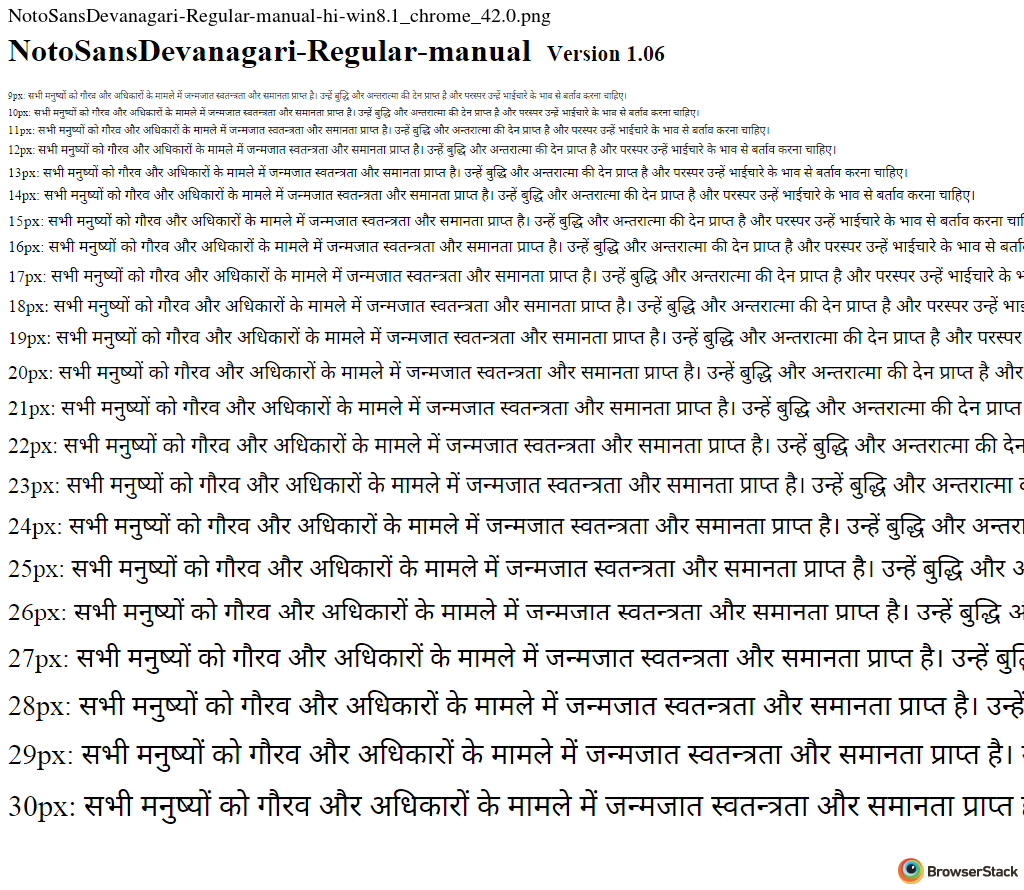 NotoSansDevanagari-Regular-manual-hi-win8.1_chrome_42.0.png
NotoSansDevanagari-Regular-manual Version 1.06
9px: सभी मनुष्यों को गौरव और अधिकारों के मामले में जन्मजात स्वतन्त्रता और समानता प्राप्त है। उन्हें बुद्धि और अन्तरात्मा की देन प्राप्त है और परस्पर उन्हें भाईचारे के भाव से बर्ताव करना चाहिए।
10px: सभी मनुष्यों को गौरव और अधिकारों के मामले में जन्मजात स्वतन्त्रता और समानता प्राप्त है। उन्हें बुद्धि और अन्तरात्मा की देन प्राप्त है और परस्पर उन्हें भाईचारे के भाव से बर्ताव करना चाहिए।
11px: सभी मनुष्यों को गौरव और अधिकारों के मामले में जन्मजात स्वतन्त्रता और समानता प्राप्त है। उन्हें बुद्धि और अन्तरात्मा की देन प्राप्त है और परस्पर उन्हें भाईचारे के भाव से बर्ताव करना चाहिए।
12px: सभी मनुष्यों को गौरव और अधिकारों के मामले में जन्मजात स्वतन्त्रता और समानता प्राप्त है। उन्हें बुद्धि और अन्तरात्मा की देन प्राप्त है और परस्पर उन्हें भाईचारे के भाव से बर्ताव करना चाहिए।
13px: सभी मनुष्यों को गौरव और अधिकारों के मामले में जन्मजात स्वतन्त्रता और समानता प्राप्त है। उन्हें बुद्धि और अन्तरात्मा की देन प्राप्त है और परस्पर उन्हें भाईचारे के भाव से बर्ताव करना चाहिए।
14px: सभी मनुष्यों को गौरव और अधिकारों के मामले में जन्मजात स्वतन्त्रता और समानता प्राप्त है। उन्हें बुद्धि और अन्तरात्मा की देन प्राप्त है और परस्पर उन्हें भाईचारे के भाव से बर्ताव करना चाहिए।
15px: सभी मनुष्यों को गौरव और अधिकारों के मामले में जन्मजात स्वतन्त्रता और समानता प्राप्त है। उन्हें बुद्धि और अन्तरात्मा की देन प्राप्त है और परस्पर उन्हें भाईचारे के भाव से बर्ताव करना
16px: सभी मनुष्यों को गौरव और अधिकारों के मामले में जन्मजात स्वतन्त्रता और समानता प्राप्त है। उन्हें बुद्धि और अन्तरात्मा की देन प्राप्त है और परस्पर उन्हें भाईचारे के भाव से
17px: सभी मनुष्यों को गौरव और अधिकारों के मामले में जन्मजात स्वतन्त्रता और समानता प्राप्त है। उन्हें बुद्धि और अन्तरात्मा की देन प्राप्त है और परस्पर उन्हें भाईचारे के
18px: सभी मनुष्यों को गौरव और अधिकारों के मामले में जन्मजात स्वतन्त्रता और समानता प्राप्त है। उन्हें बुद्धि और अन्तरात्मा की देन प्राप्त है और परस्पर उन्हें
19px: सभी मनुष्यों को गौरव और अधिकारों के मामले में जन्मजात स्वतन्त्रता और समानता प्राप्त है। उन्हें बुद्धि और अन्तरात्मा की देन प्राप्त है और परस्पर
20px: सभी मनुष्यों को गौरव और अधिकारों के मामले में जन्मजात स्वतन्त्रता और समानता प्राप्त है। उन्हें बुद्धि और अन्तरात्मा की देन प्राप्त है और
21px: सभी मनुष्यों को गौरव और अधिकारों के मामले में जन्मजात स्वतन्त्रता और समानता प्राप्त है। उन्हें बुद्धि और अन्तरात्मा की देन प्राप्त
22px: सभी मनुष्यों को गौरव और अधिकारों के मामले में जन्मजात स्वतन्त्रता और समानता प्राप्त है। उन्हें बुद्धि और अन्तरात्मा की देन
23px: सभी मनुष्यों को गौरव और अधिकारों के मामले में जन्मजात स्वतन्त्रता और समानता प्राप्त है। उन्हें बुद्धि और अन्तरात्मा
24px: सभी मनुष्यों को गौरव और अधिकारों के मामले में जन्मजात स्वतन्त्रता और समानता प्राप्त है। उन्हें बुद्धि और अन्तरा
25px: सभी मनुष्यों को गौरव और अधिकारों के मामले में जन्मजात स्वतन्त्रता और समानता प्राप्त है। उन्हें बुद्धि और
26px: सभी मनुष्यों को गौरव और अधिकारों के मामले में जन्मजात स्वतन्त्रता और समानता प्राप्त है। उन्हें बुद्धि
27px: सभी मनुष्यों को गौरव और अधिकारों के मामले में जन्मजात स्वतन्त्रता और समानता प्राप्त है। उन्हें
28px: सभी मनुष्यों को गौरव और अधिकारों के मामले में जन्मजात स्वतन्त्रता और समानता प्राप्त है। उन्हें
29px: सभी मनुष्यों को गौरव और अधिकारों के मामले में जन्मजात स्वतन्त्रता और समानता प्राप्त है।
30px: सभी मनुष्यों को गौरव और अधिकारों के मामले में जन्मजात स्वतन्त्रता और समानता प्राप्त
BrowserStack